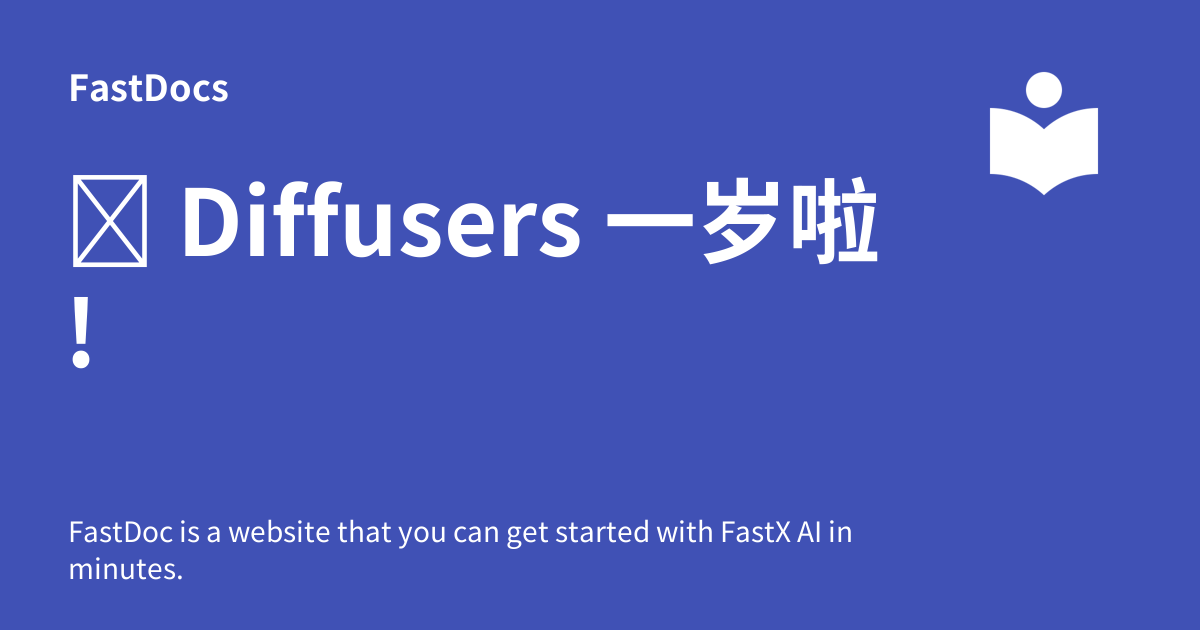 FastDocs
Diffusers 一岁啦
!
FastDoc is a website that you can get started with FastX AI in
minutes.